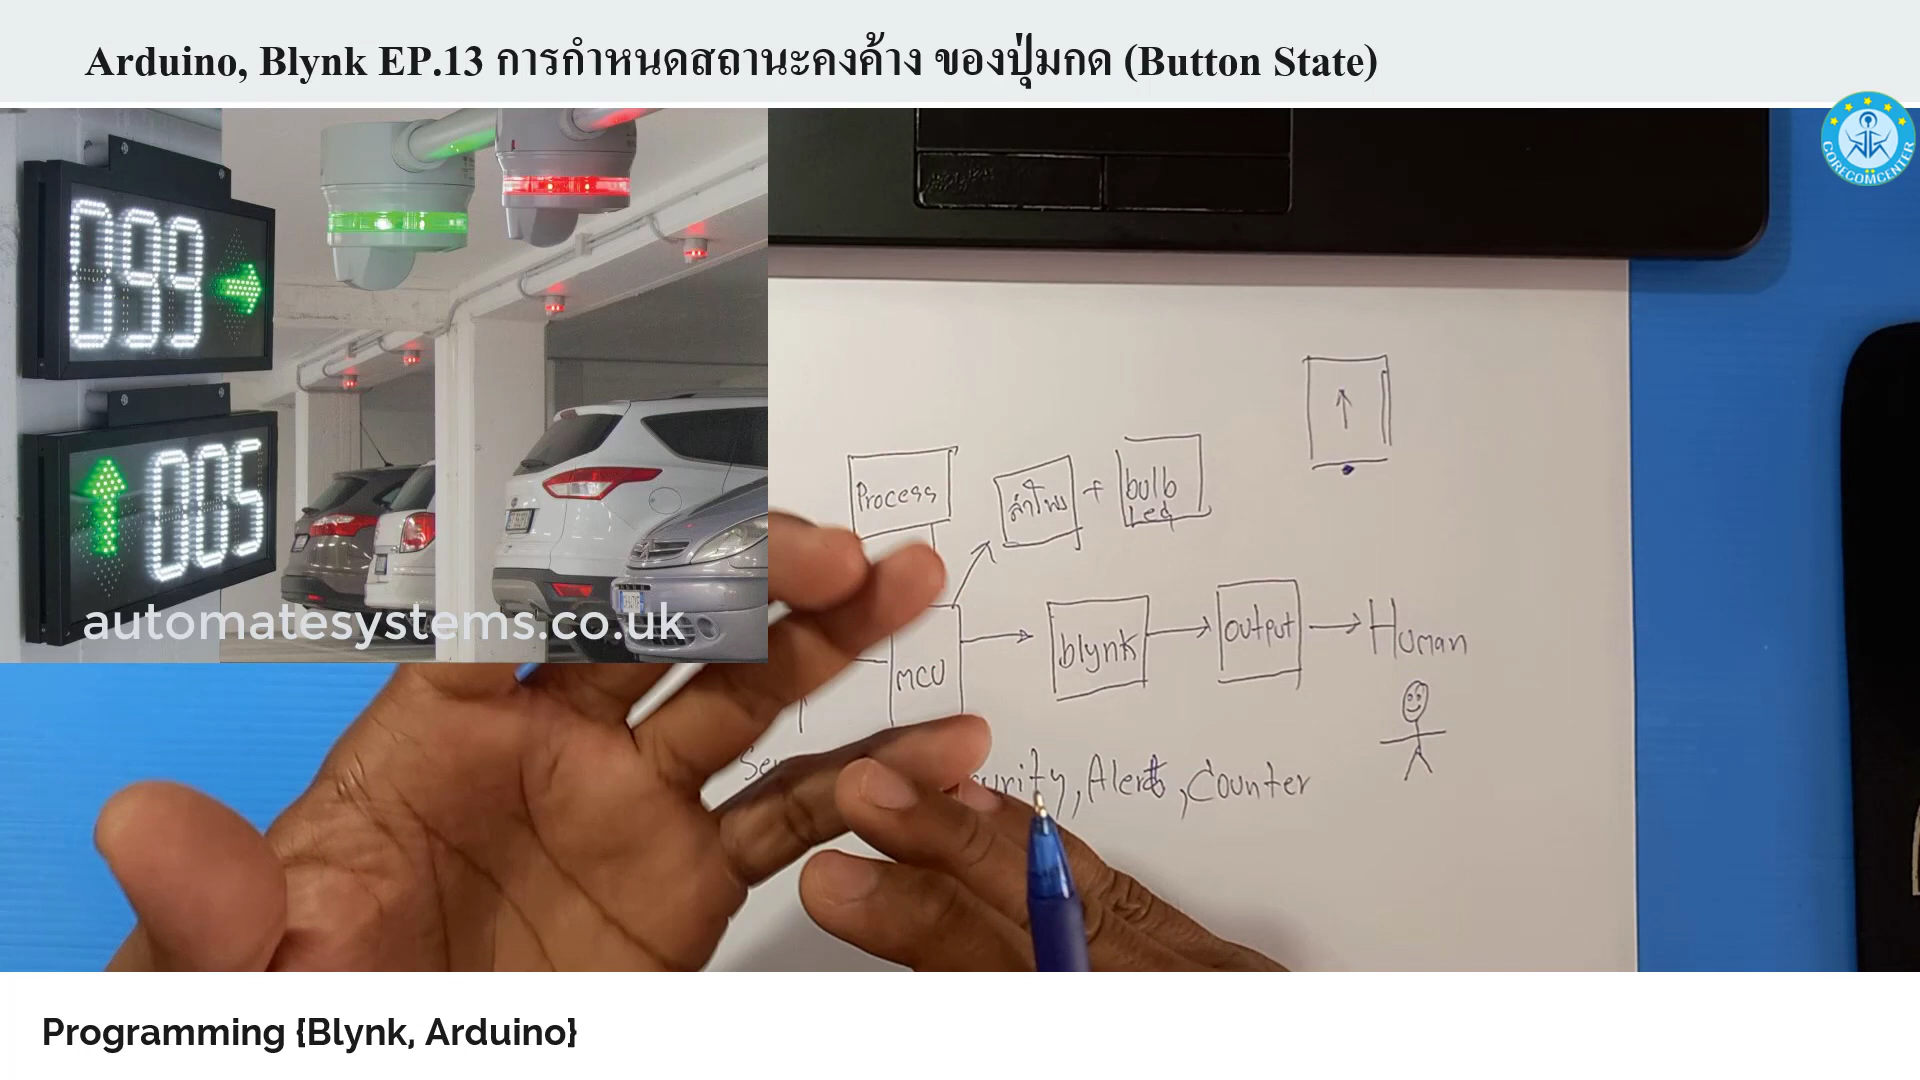 Arduino, Blynk EP.13 การกำหนดสถานะคงค้าง ของปุ่มกด (Button State)
CORECOMCENTER
099
005
automatesystems.co.uk
Process
ลำโพง + bulb
Led
MCU
blynk
output
Human
Alert, Counter
Programming {Blynk, Arduino}